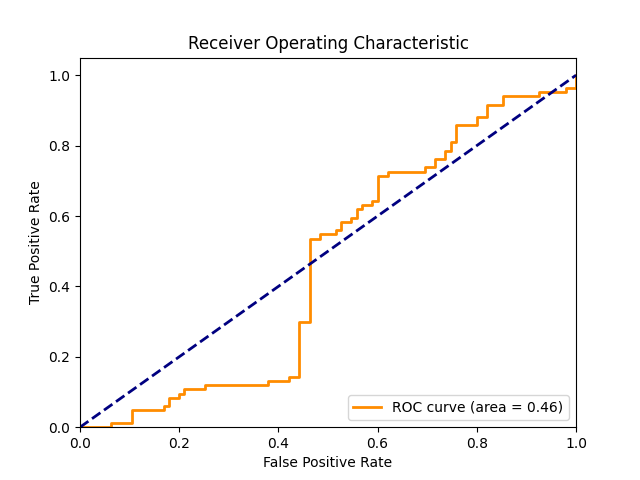 Receiver Operating Characteristic
True Positive Rate
1.0
0.8
0.6
0.4
0.2
0.0
ROC curve (area = 0.46)
0.0 0.2 0.4 0.6 0.8 1.0
False Positive Rate